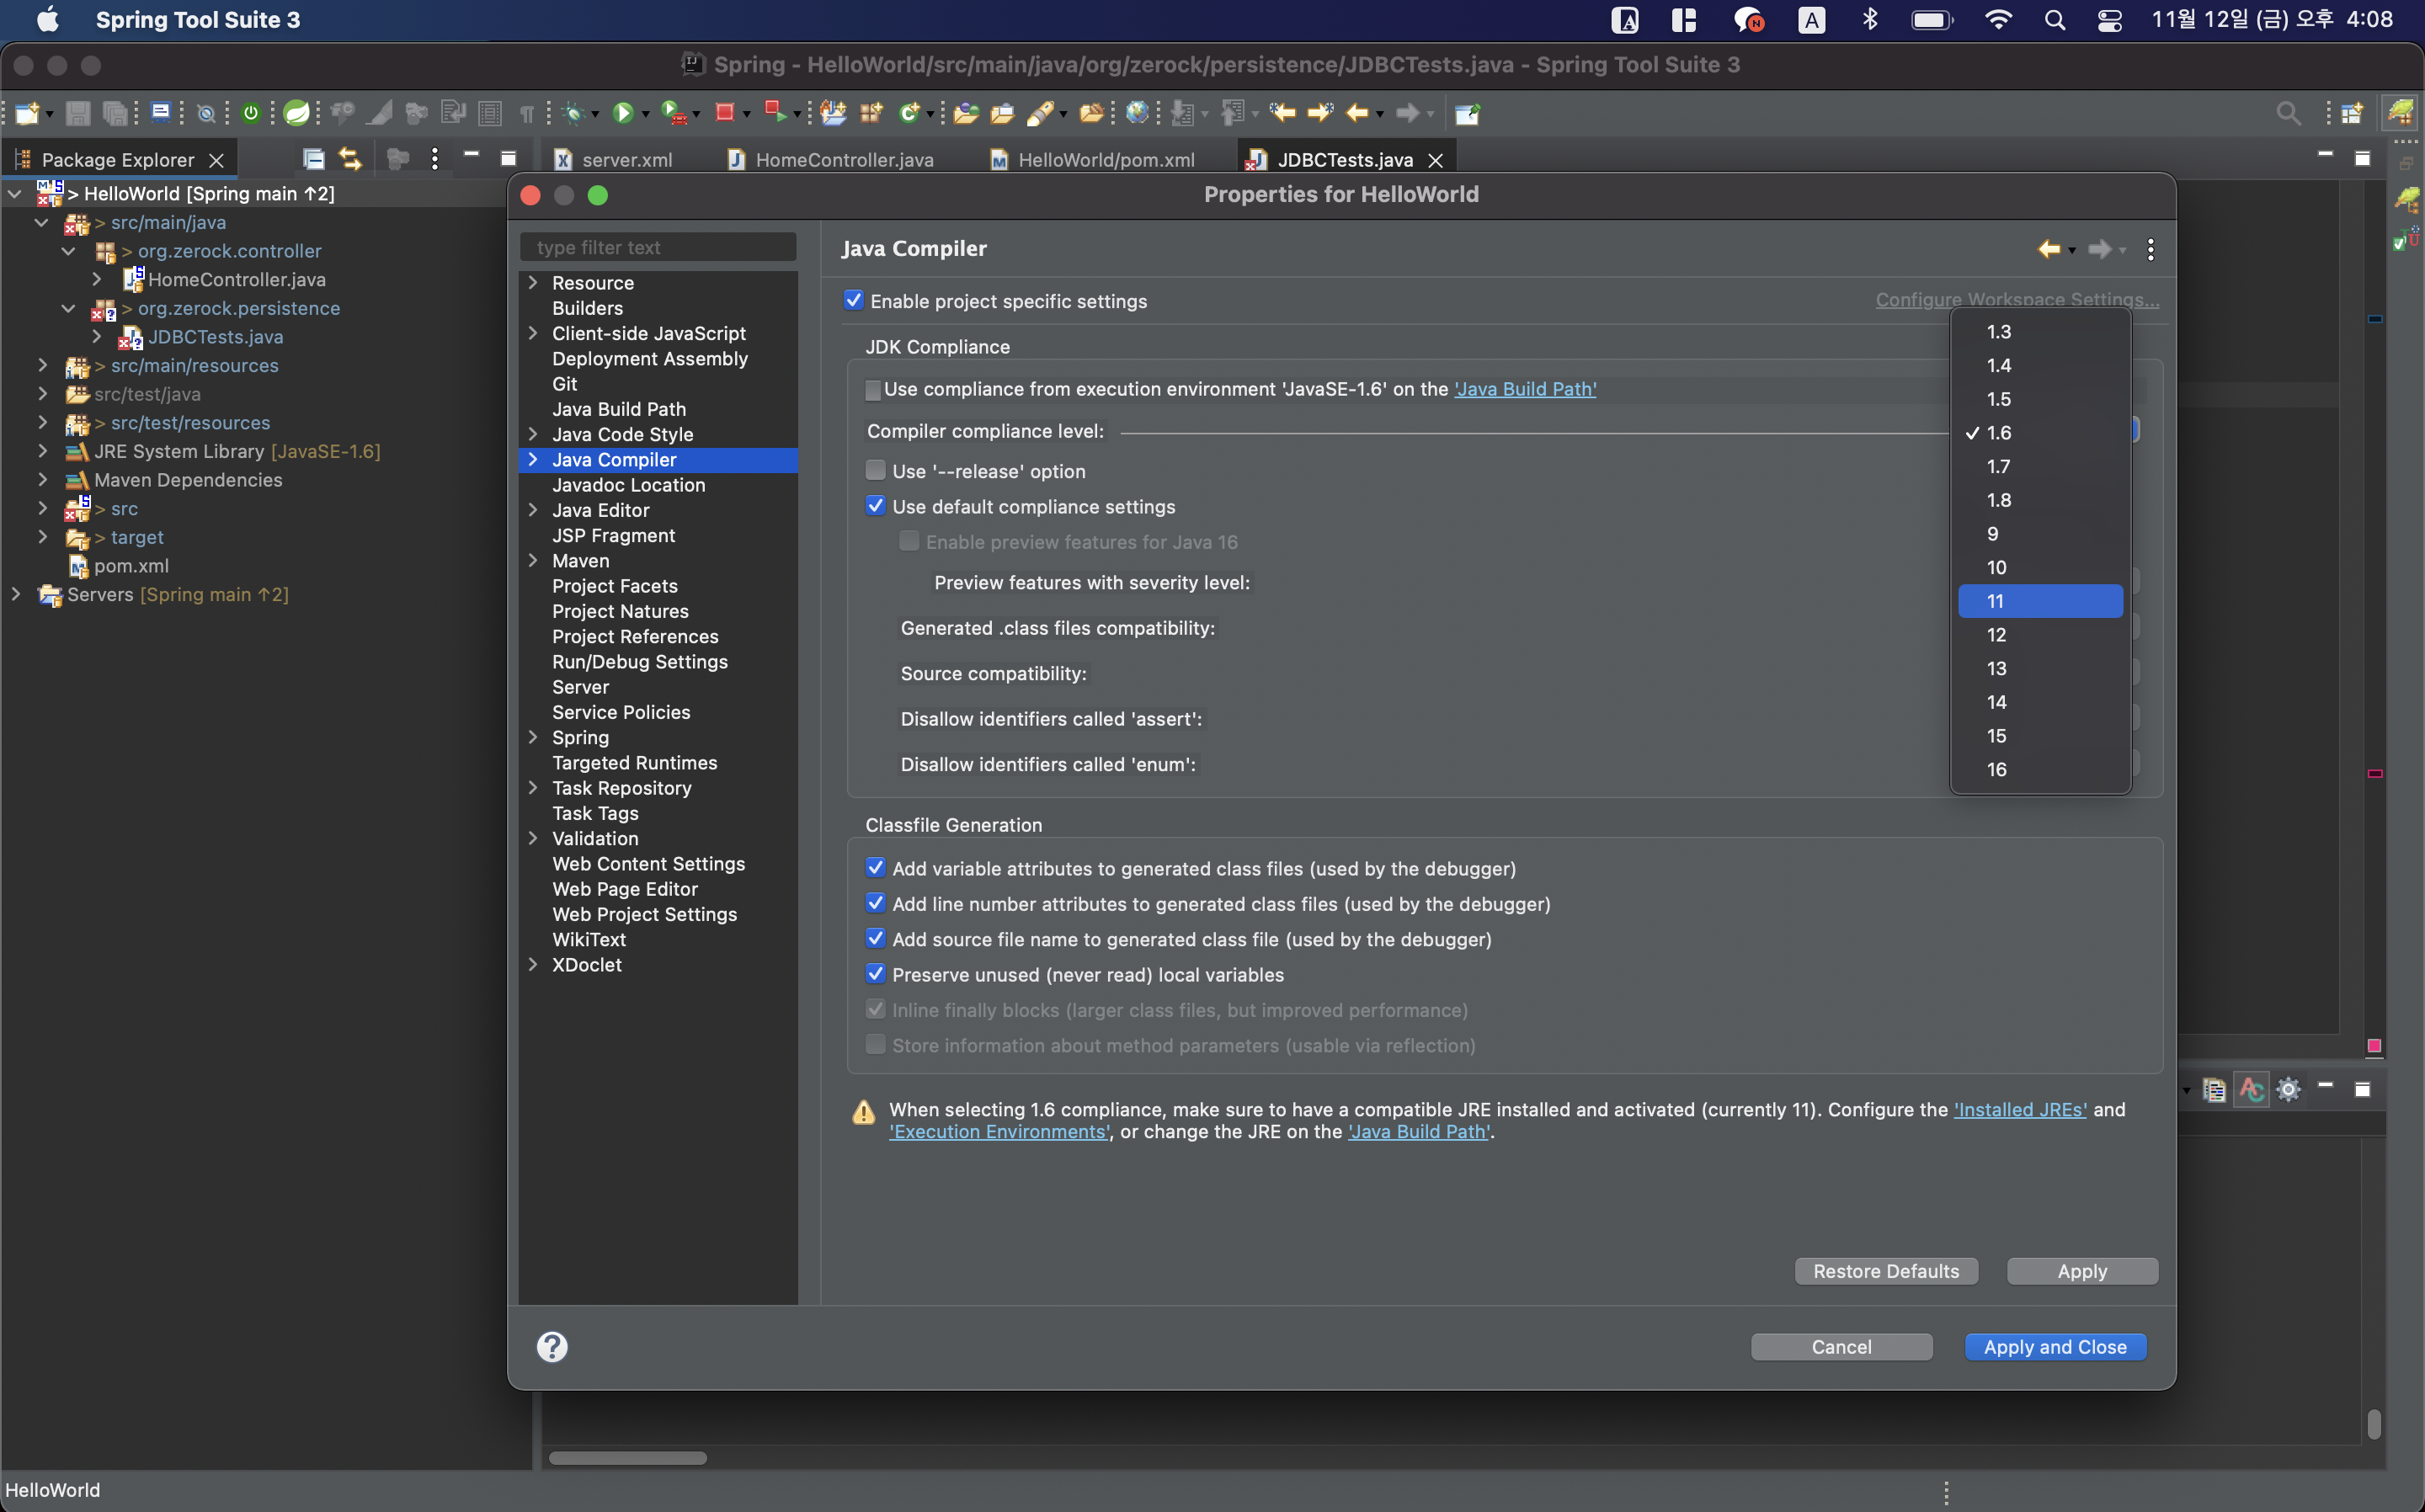 Spring Tool Suite 3
A
N
A
11월 12일 (금) 오후 4:08
Spring - HelloWorld/src/main/java/org/zerock/persistence/JDBCTests.java - Spring Tool Suite 3
Package Explorer
server.xml
HomeController.java
HelloWorld/pom.xml
JDBCTests.java
> HelloWorld [Spring main ↑2]
> src/main/java
> org.zerock.controller
HomeController.java
> org.zerock.persistence
JDBCTests.java
> src/main/resources
src/test/java
> src/test/resources
JRE System Library [JavaSE-1.6]
Maven Dependencies
> src
> target
pom.xml
Servers [Spring main ↑2]
Properties for HelloWorld
type filter text
Resource
Builders
Client-side JavaScript
Deployment Assembly
Git
Java Build Path
Java Code Style
Java Compiler
Javadoc Location
Java Editor
JSP Fragment
Maven
Project Facets
Project Natures
Project References
Run/Debug Settings
Server
Service Policies
Spring
Targeted Runtimes
Task Repository
Task Tags
Validation
Web Content Settings
Web Page Editor
Web Project Settings
WikiText
XDoclet
Java Compiler
Enable project specific settings
Configure Workspace Settings...
JDK Compliance
Use compliance from execution environment 'JavaSE-1.6' on the 'Java Build Path'
Compiler compliance level:
Use '--release' option
Use default compliance settings
Enable preview features for Java 16
Preview features with severity level:
Generated .class files compatibility:
Source compatibility:
Disallow identifiers called 'assert':
Disallow identifiers called 'enum':
1.3
1.4
1.5
✓ 1.6
1.7
1.8
9
10
11
12
13
14
15
16
Classfile Generation
Add variable attributes to generated class files (used by the debugger)
Add line number attributes to generated class files (used by the debugger)
Add source file name to generated class file (used by the debugger)
Preserve unused (never read) local variables
Inline finally blocks (larger class files, but improved performance)
Store information about method parameters (usable via reflection)
When selecting 1.6 compliance, make sure to have a compatible JRE installed and activated (currently 11). Configure the 'Installed JREs' and
'Execution Environments', or change the JRE on the 'Java Build Path'.
Restore Defaults
Apply
?
Cancel
Apply and Close
HelloWorld